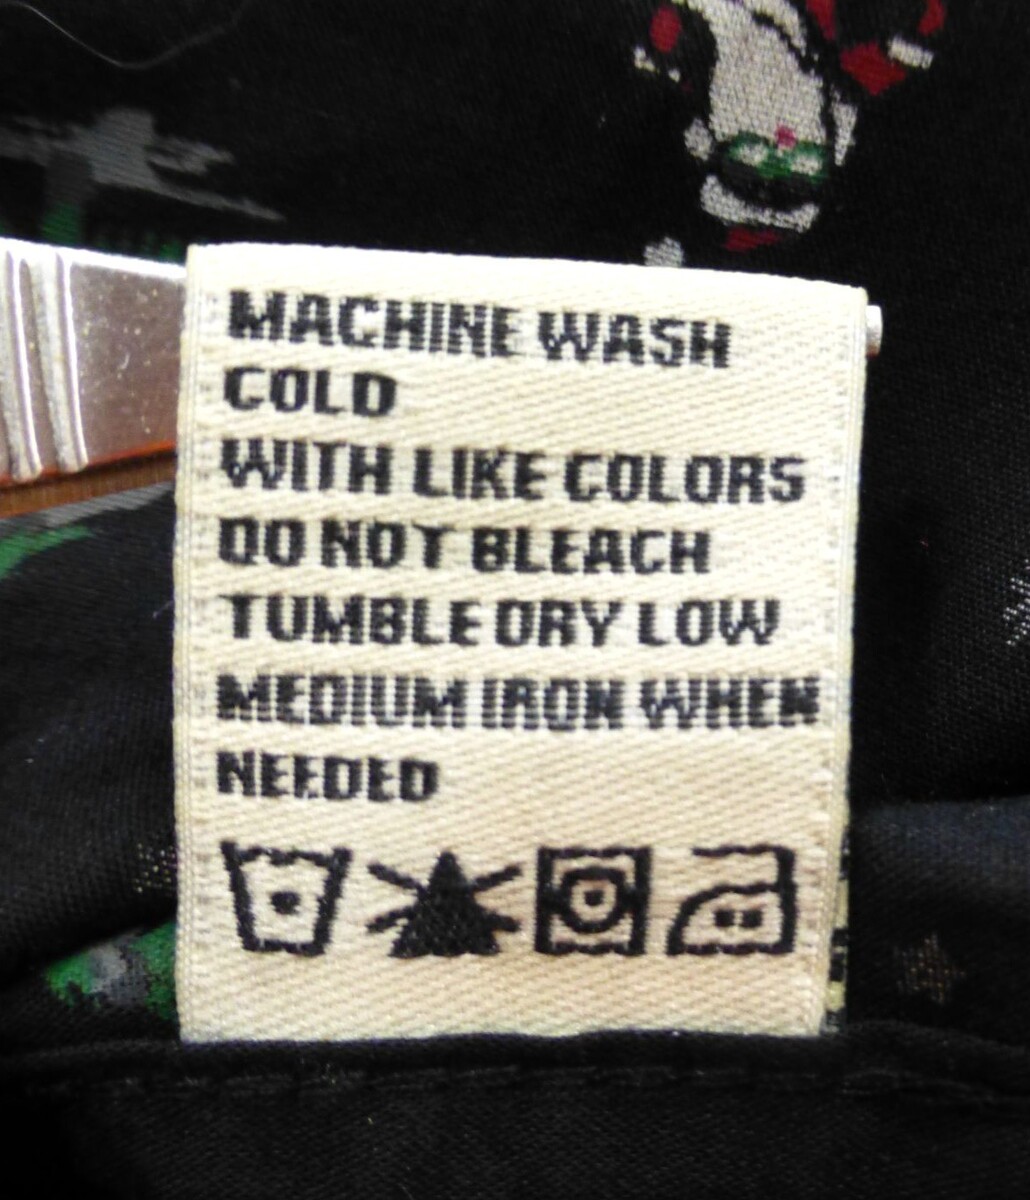 MACHINE WASH
COLD
WITH LIKE COLORS
DO NOT BLEACH
TUMBLE DRY LOW
MEDIUM IRON WHEN
NEEDED